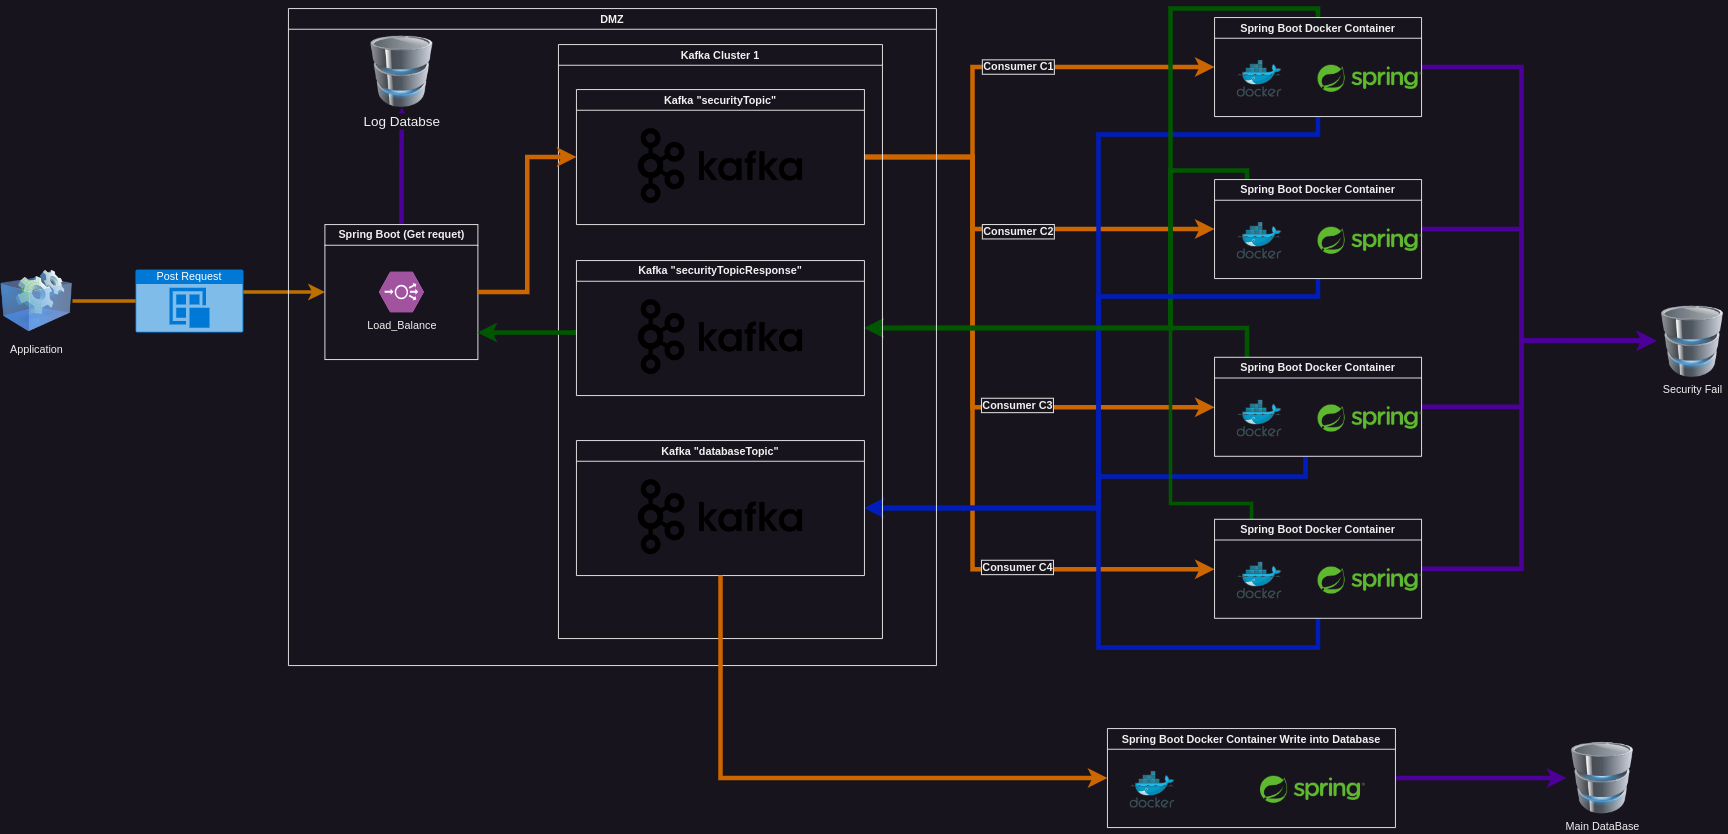 DMZ
Log Databse
Kafka Cluster 1
Kafka "securityTopic"
kafka
Spring Boot (Get requet)
Load_Balance
Post Request
Application
Kafka "securityTopicResponse"
kafka
Kafka "databaseTopic"
kafka
Consumer C1
Consumer C2
Consumer C3
Consumer C4
Spring Boot Docker Container
docker
spring
Spring Boot Docker Container
docker
spring
Spring Boot Docker Container
docker
spring
Spring Boot Docker Container
docker
spring
Security Fail
Spring Boot Docker Container Write into Database
docker
spring
Main DataBase